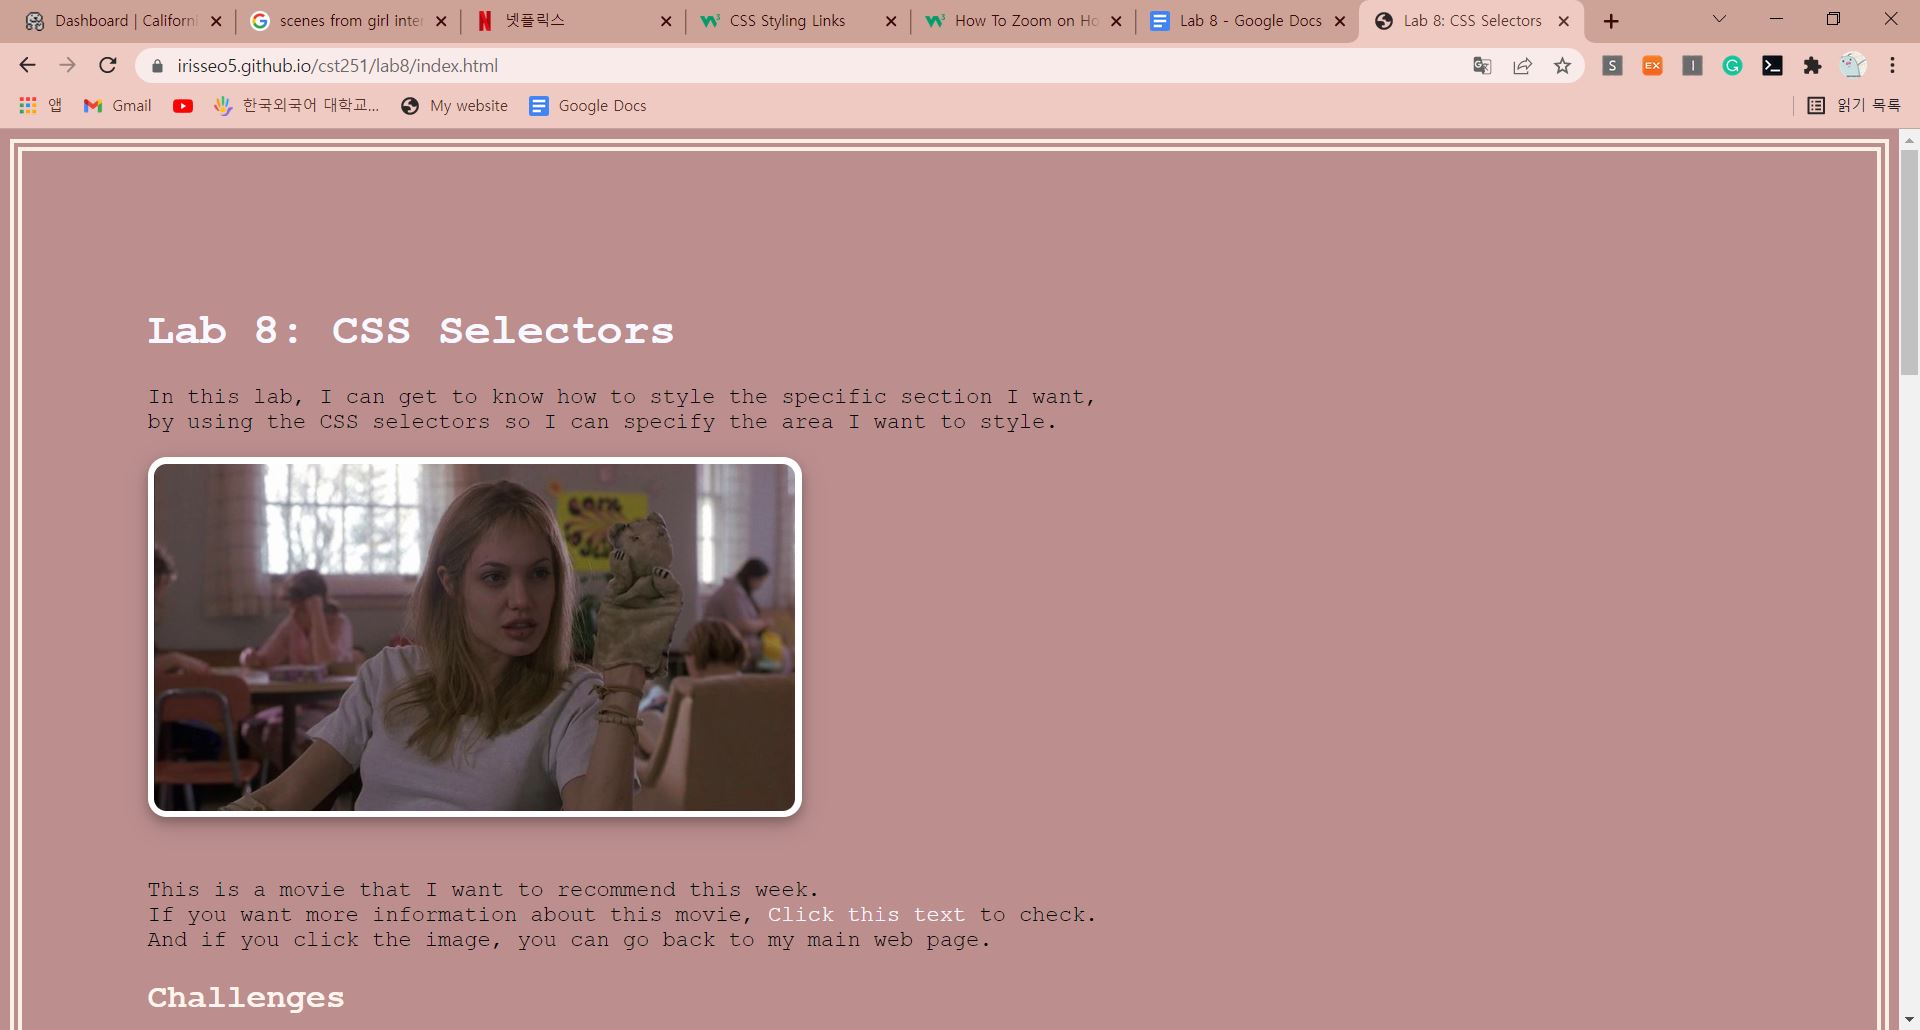 Dashboard | Californi
scenes from girl inter
넷플릭스
CSS Styling Links
How To Zoom on Ho
Lab 8 - Google Docs
Lab 8: CSS Selectors
irisseo5.github.io/cst251/lab8/index.html
앱
Gmail
한국외국어 대학교...
My website
Google Docs
읽기 목록
Lab 8: CSS Selectors
In this lab, I can get to know how to style the specific section I want,
by using the CSS selectors so I can specify the area I want to style.
This is a movie that I want to recommend this week.
If you want more information about this movie, Click this text to check.
And if you click the image, you can go back to my main web page.
Challenges